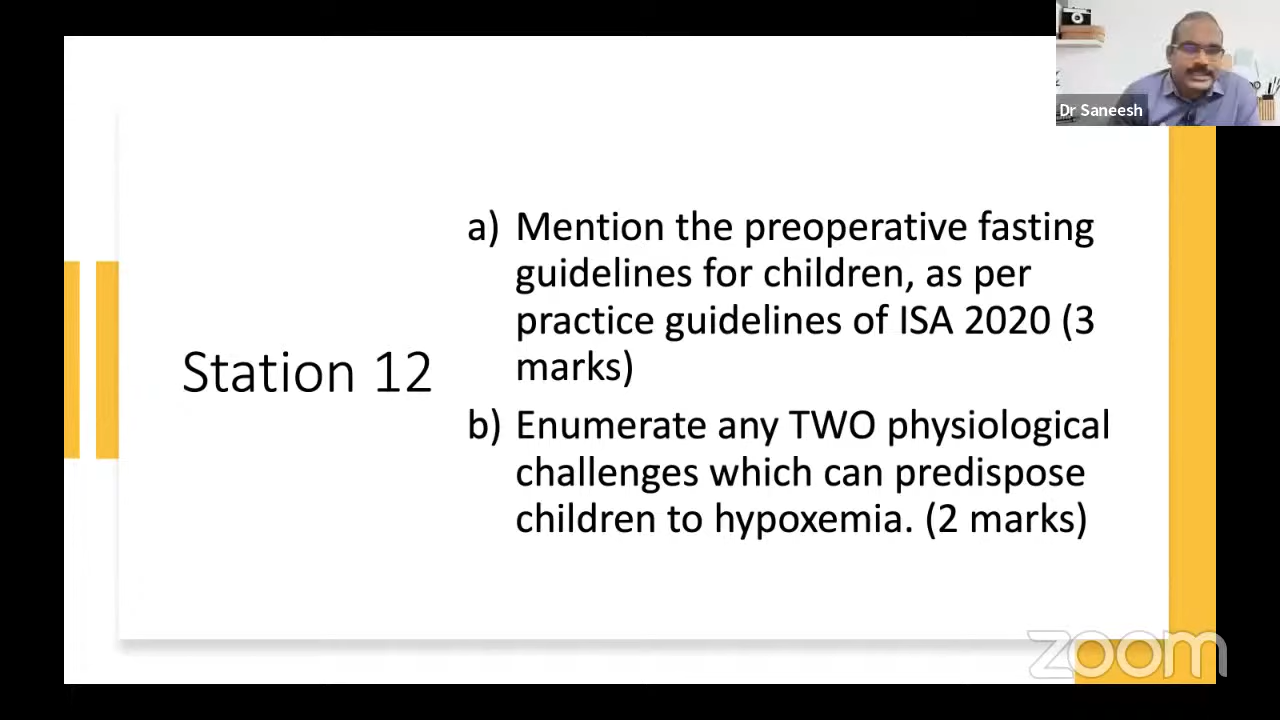 Dr Saneesh
Station 12
a) Mention the preoperative fasting
guidelines for children, as per
practice guidelines of ISA 2020 (3
marks)
b) Enumerate any TWO physiological
challenges which can predispose
children to hypoxemia. (2 marks)
zoom